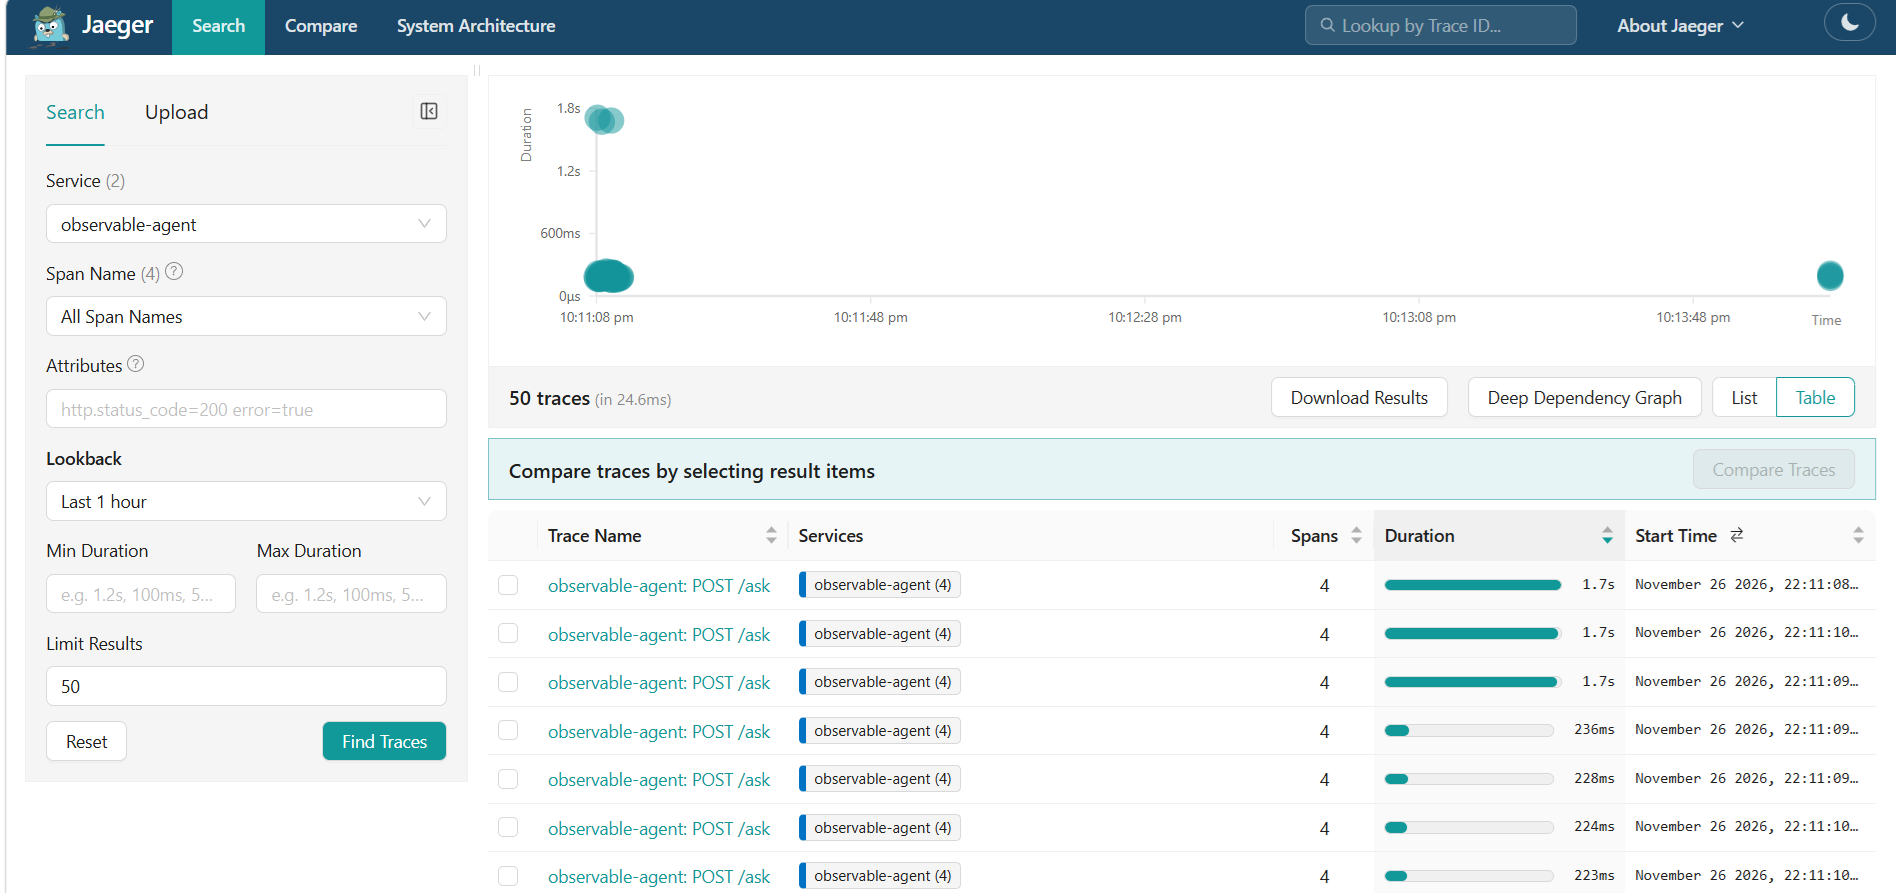 Jaeger
Search
Compare
System Architecture
Lookup by Trace ID...
About Jaeger
Search
Upload
Service (2)
observable-agent
Span Name (4)
All Span Names
Attributes
http.status_code=200 error=true
Lookback
Last 1 hour
Min Duration
Max Duration
e.g. 1.2s, 100ms, 5...
e.g. 1.2s, 100ms, 5...
Limit Results
50
Reset
Find Traces
Duration
1.8s
1.2s
600ms
0µs
10:11:08 pm
10:11:48 pm
10:12:28 pm
10:13:08 pm
10:13:48 pm
Time
50 traces (in 24.6ms)
Download Results
Deep Dependency Graph
List
Table
Compare traces by selecting result items
Compare Traces
Trace Name Services Spans Duration Start Time
observable-agent: POST /ask observable-agent (4) 4 1.7s November 26 2026, 22:11:08…
observable-agent: POST /ask observable-agent (4) 4 1.7s November 26 2026, 22:11:10…
observable-agent: POST /ask observable-agent (4) 4 1.7s November 26 2026, 22:11:09…
observable-agent: POST /ask observable-agent (4) 4 236ms November 26 2026, 22:11:09…
observable-agent: POST /ask observable-agent (4) 4 228ms November 26 2026, 22:11:09…
observable-agent: POST /ask observable-agent (4) 4 224ms November 26 2026, 22:11:10…
observable-agent: POST /ask observable-agent (4) 4 223ms November 26 2026, 22:11:10…